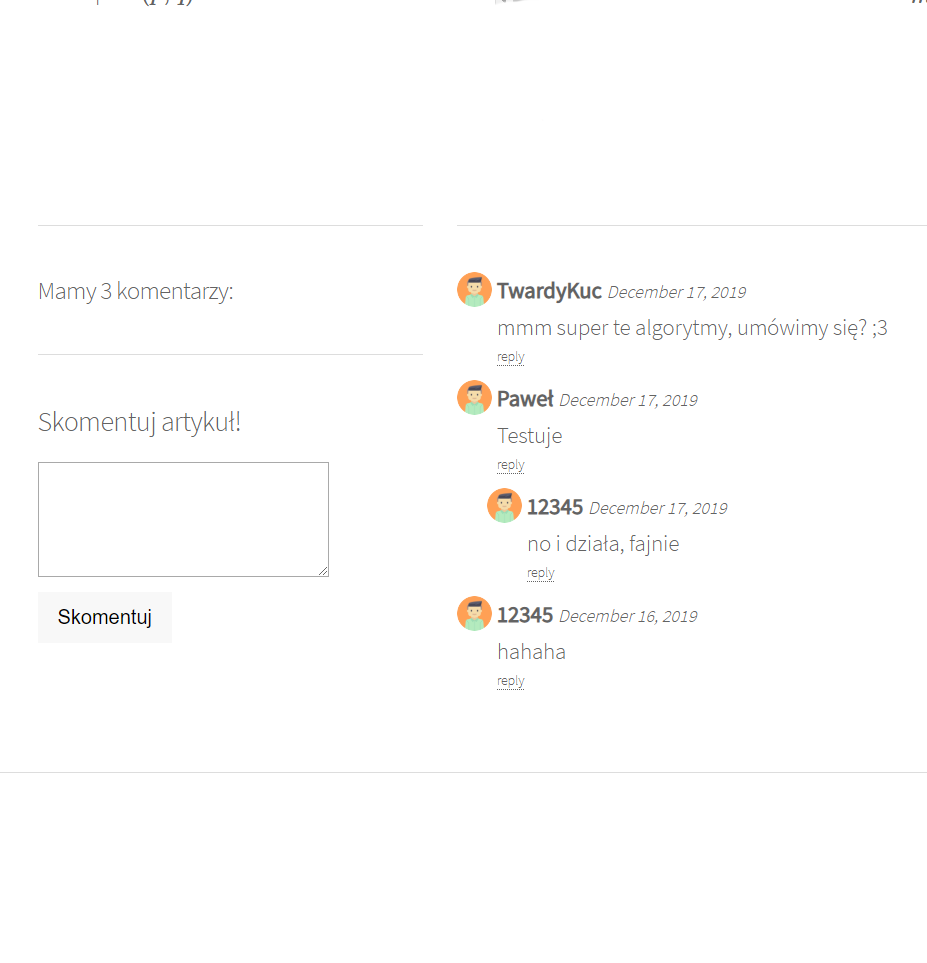 Mamy 3 komentarzy:
Skomentuj artykuł!
Skomentuj
TwardyKuc December 17, 2019
mmm super te algorytmy, umówimy się? ;3
reply
Paweł December 17, 2019
Testuje
reply
12345 December 17, 2019
no i działa, fajnie
reply
12345 December 16, 2019
hahaha
reply